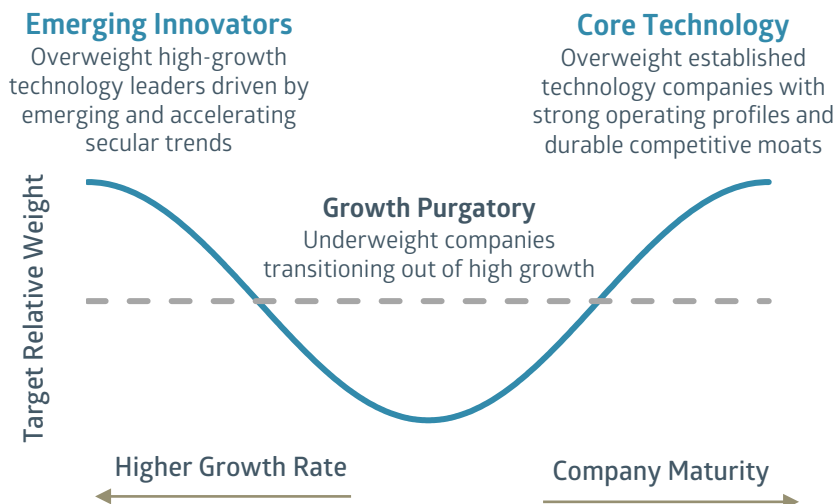 Emerging Innovators
Overweight high-growth
technology leaders driven by
emerging and accelerating
secular trends
Core Technology
Overweight established
technology companies with
strong operating profiles and
durable competitive moats
Growth Purgatory
Underweight companies
transitioning out of high growth
Target Relative Weight
Higher Growth Rate
Company Maturity